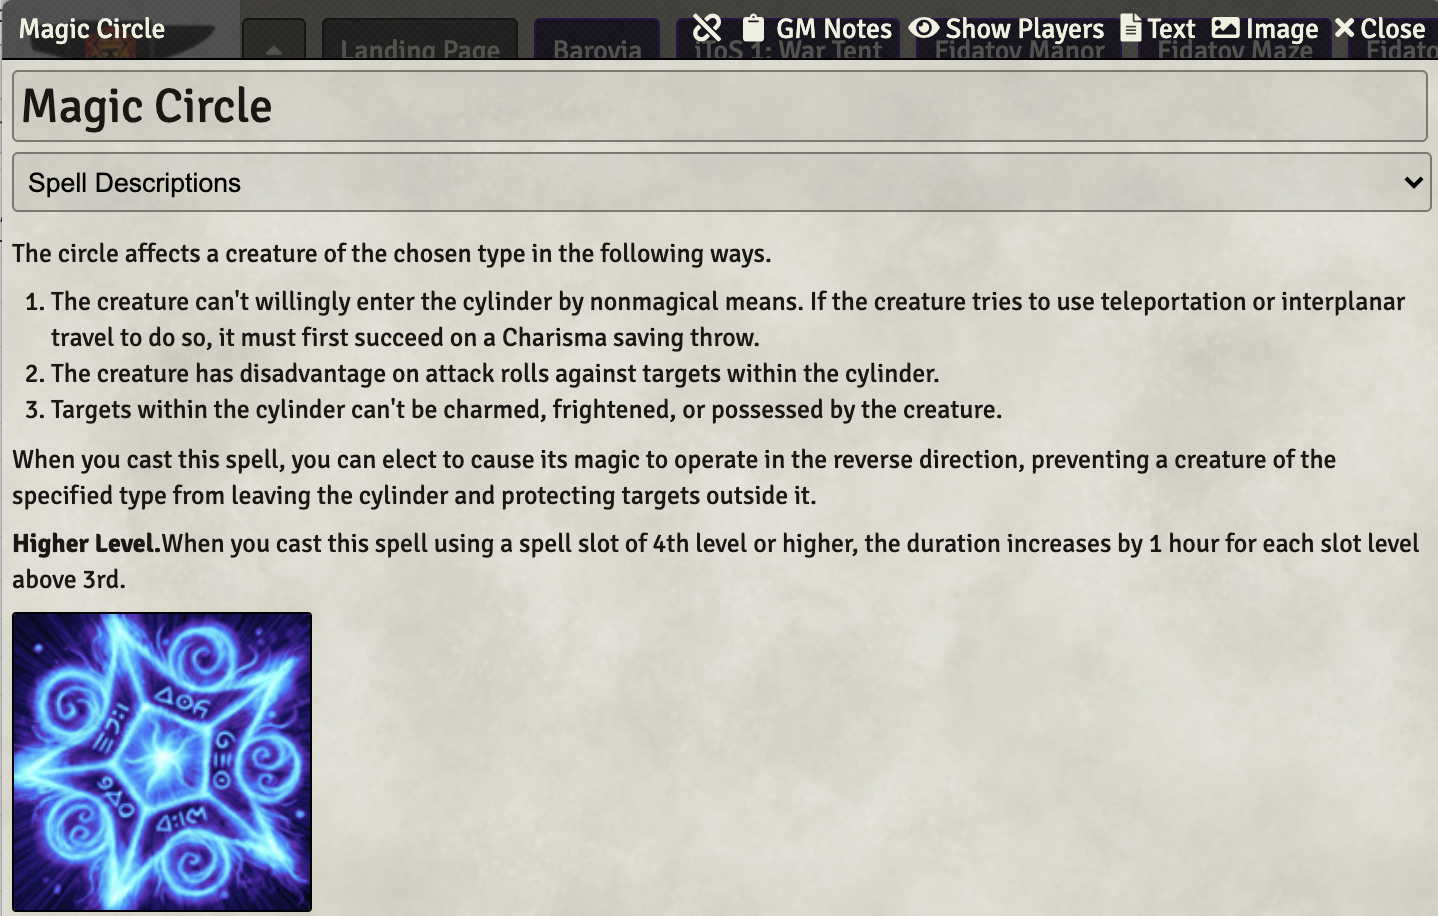 Magic Circle
Landing Page
Barovia
iToS 1: War Tent
Fidatov Manor
Fidatov Maze
GM Notes
Show Players
Text
Image
Close
Magic Circle
Spell Descriptions
The circle affects a creature of the chosen type in the following ways.
1. The creature can't willingly enter the cylinder by nonmagical means. If the creature tries to use teleportation or interplanar
travel to do so, it must first succeed on a Charisma saving throw.
2. The creature has disadvantage on attack rolls against targets within the cylinder.
3. Targets within the cylinder can't be charmed, frightened, or possessed by the creature.
When you cast this spell, you can elect to cause its magic to operate in the reverse direction, preventing a creature of the
specified type from leaving the cylinder and protecting targets outside it.
Higher Level.When you cast this spell using a spell slot of 4th level or higher, the duration increases by 1 hour for each slot level
above 3rd.